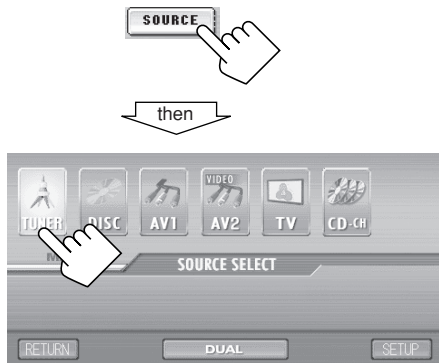 SOURCE
then
VIDEO
TUNER DISC AV1 AV2 TV CD-CH
SOURCE SELECT
RETURN DUAL SETUP